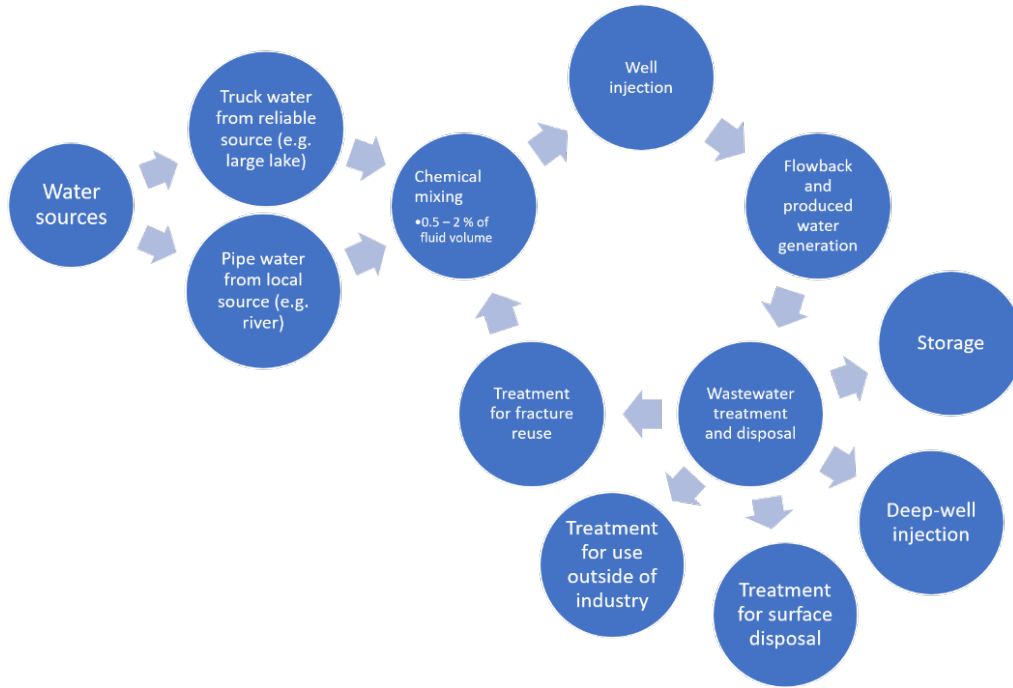 Water
sources
Truck water
from reliable
source (e.g.
large lake)
Pipe water
from local
source (e.g.
river)
Chemical
mixing
•0.5 – 2 % of
fluid volume
Well
injection
Flowback
and
produced
water
generation
Wastewater
treatment
and disposal
Storage
Deep-well
injection
Treatment
for surface
disposal
Treatment
for use
outside of
industry
Treatment
for fracture
reuse